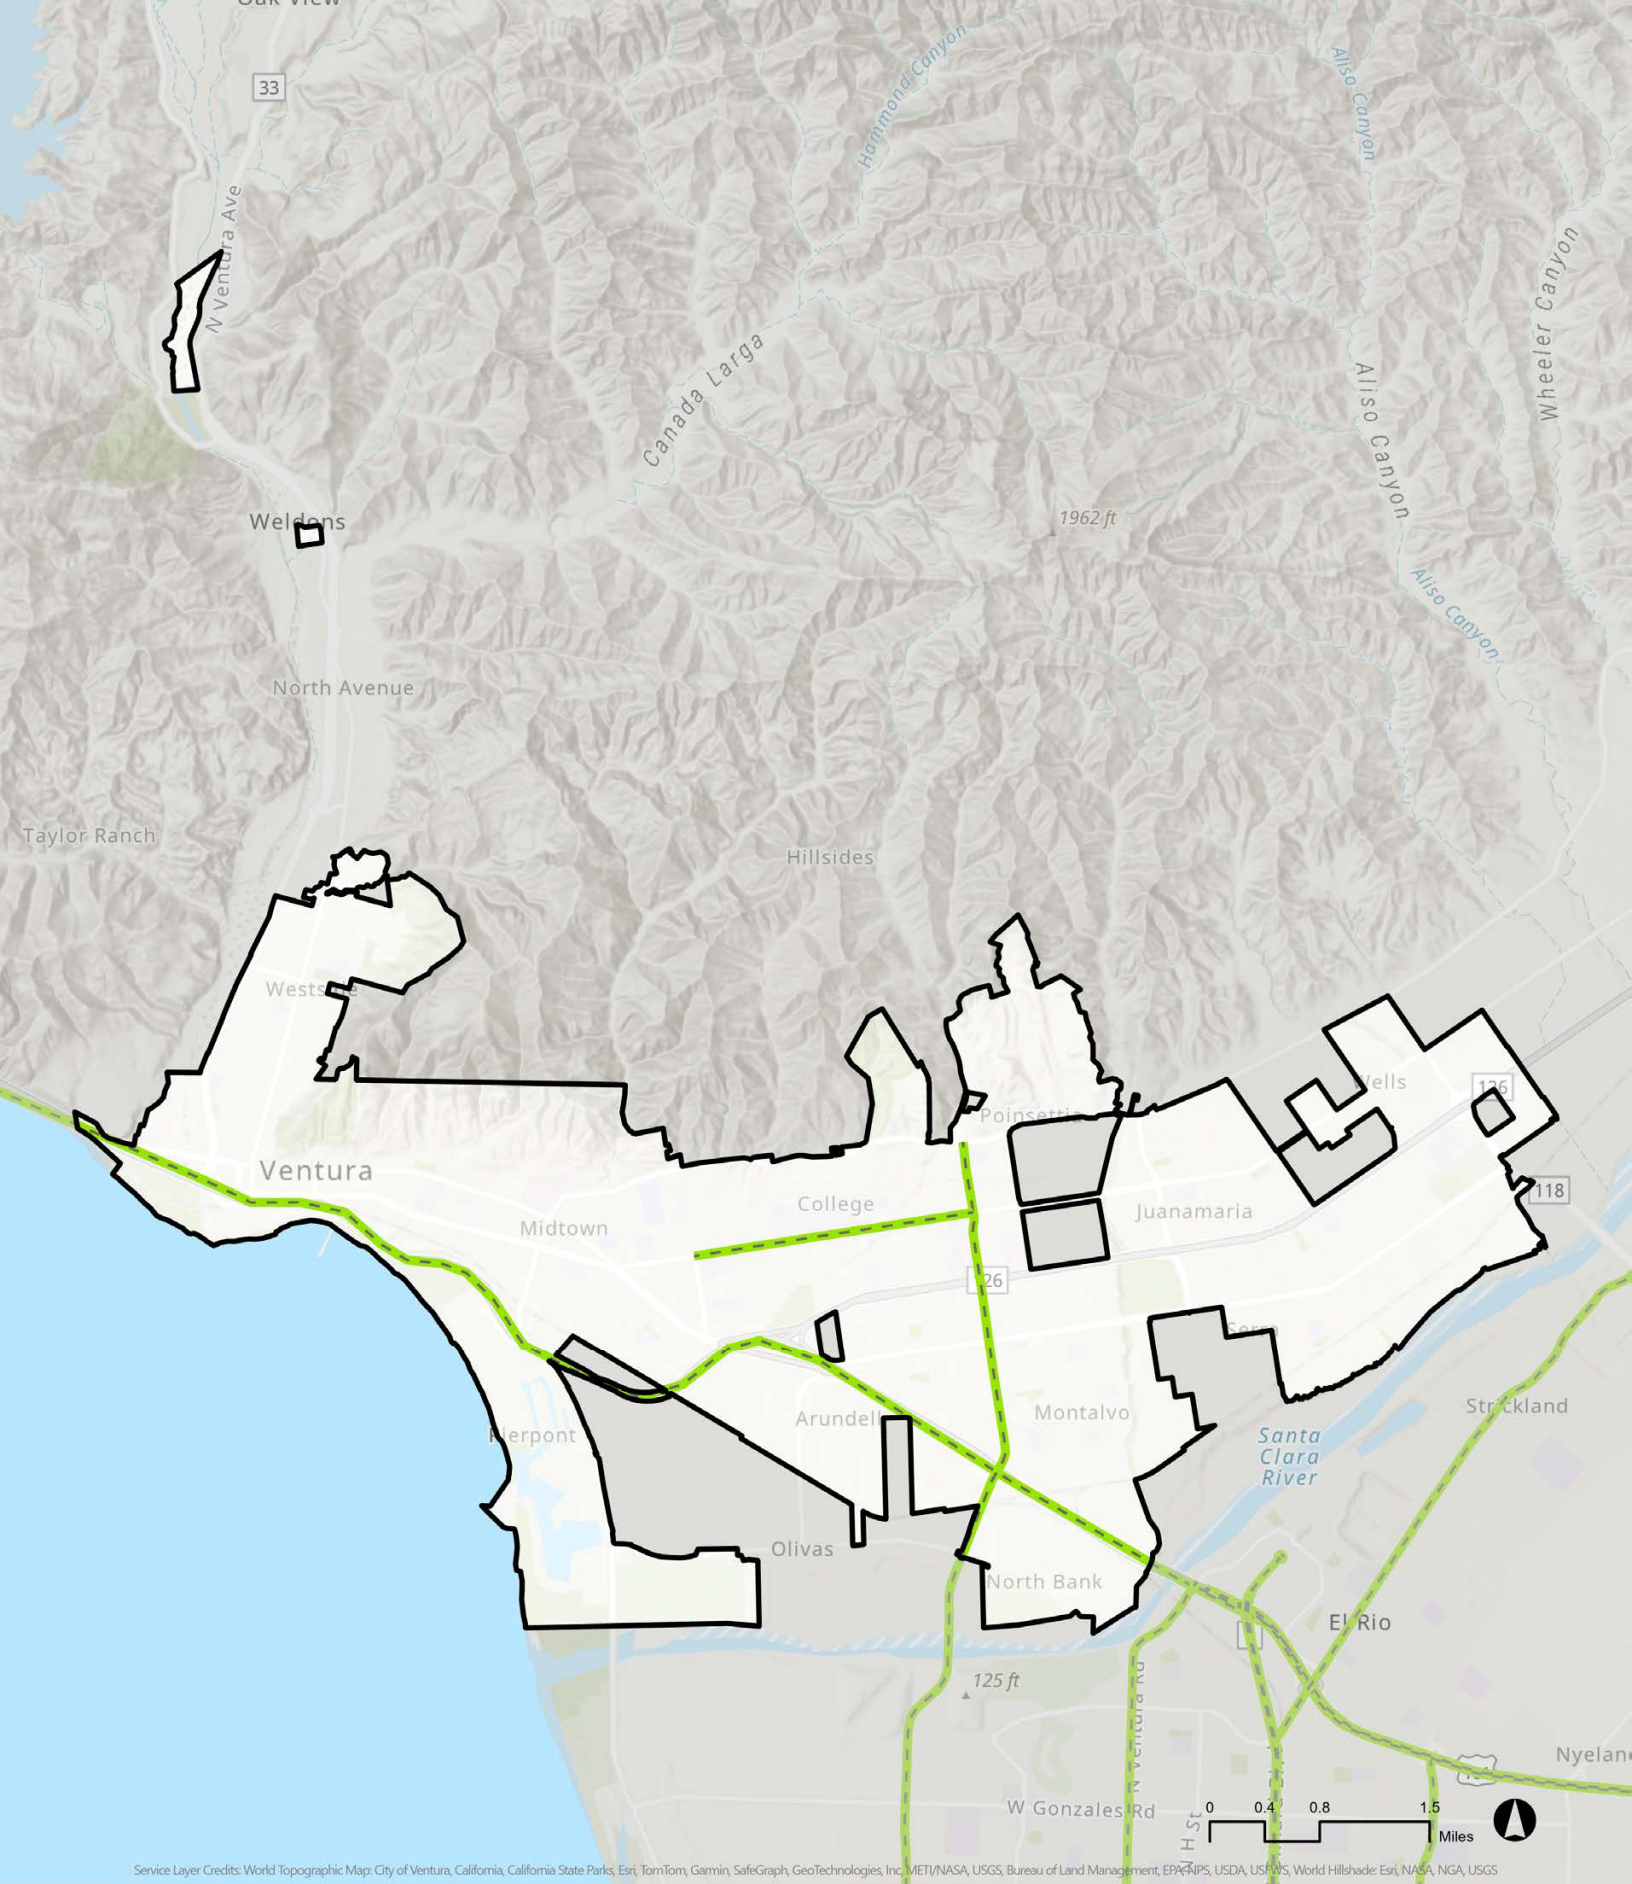 Oak View
33
Hammond Canyon
Aliso Canyon
N Ventura Ave
Wheeler Canyon
Canada Larga
Aliso Canyon
Weldons
1962 ft
Aliso Canyon
North Avenue
Taylor Ranch
Hillsides
Westside
Wells
126
Poinsettia
Ventura
College
118
Midtown
Juanamaria
126
Serra
Strickland
Pierpont
Arundell
Montalvo
Santa
Clara
River
Olivas
North Bank
El Rio
125 ft
N Ventura Rd
Nyelan
W Gonzales Rd
N H St
0 0.4 0.8 1.5
Miles
Service Layer Credits: World Topographic Map: City of Ventura, California, California State Parks, Esri, TomTom, Garmin, SafeGraph, GeoTechnologies, Inc, METI/NASA, USGS, Bureau of Land Management, EPA, NPS, USDA, USFWS, World Hillshade: Esri, NASA, NGA, USGS